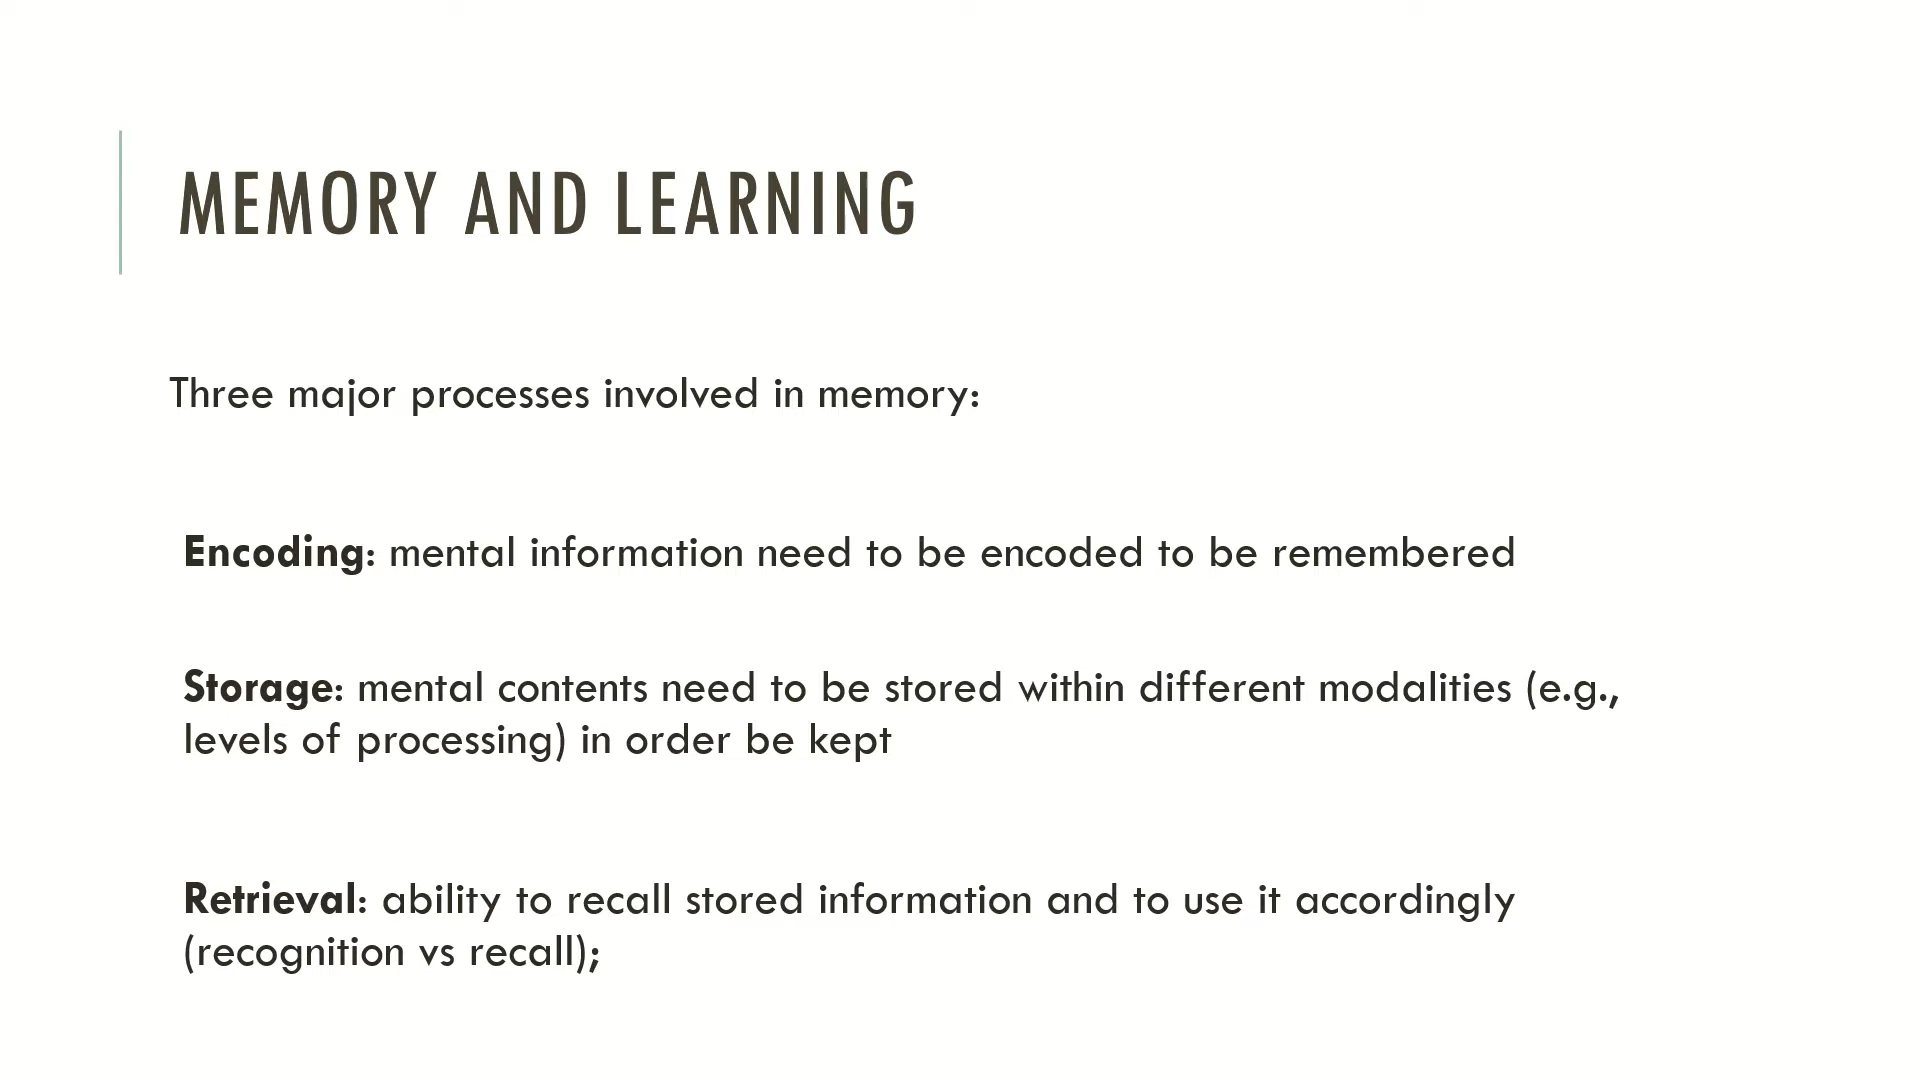 MEMORY AND LEARNING
Three major processes involved in memory:
Encoding: mental information need to be encoded to be remembered
Storage: mental contents need to be stored within different modalities (e.g.,
levels of processing) in order be kept
Retrieval: ability to recall stored information and to use it accordingly
(recognition vs recall);